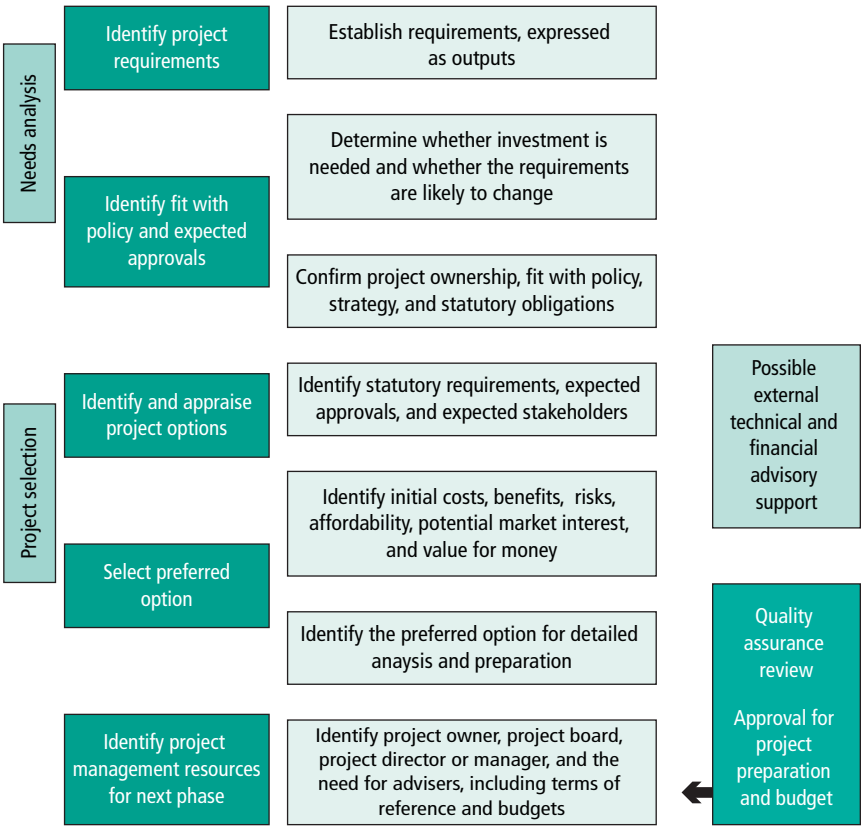 Needs analysis
Identify project
requirements
Establish requirements, expressed
as outputs
Determine whether investment is
needed and whether the requirements
are likely to change
Identify fit with
policy and expected
approvals
Confirm project ownership, fit with policy,
strategy, and statutory obligations
Project selection
Identify and appraise
project options
Identify statutory requirements, expected
approvals, and expected stakeholders
Possible
external
technical and
financial
advisory
support
Identify initial costs, benefits, risks,
affordability, potential market interest,
and value for money
Select preferred
option
Identify the preferred option for detailed
anaysis and preparation
Quality
assurance
review
Approval for
project
preparation
and budget
Identify project
management resources
for next phase
Identify project owner, project board,
project director or manager, and the
need for advisers, including terms of
reference and budgets